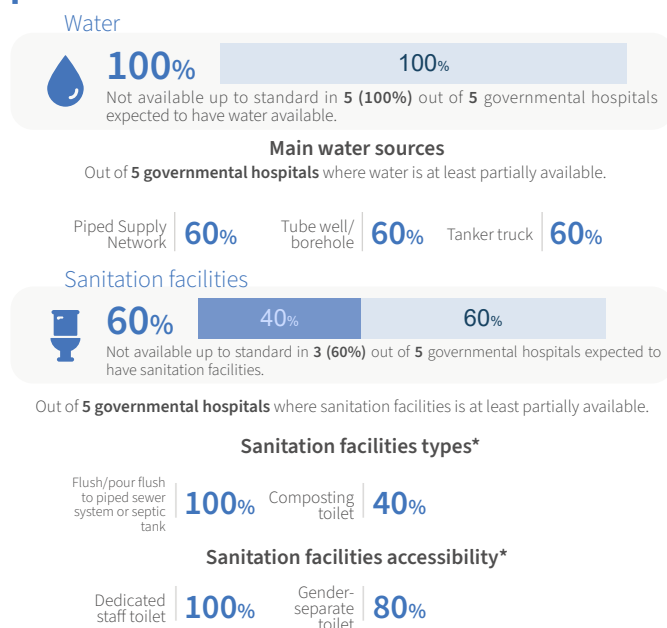 Water
100%
100%
Not available up to standard in 5 (100%) out of 5 governmental hospitals
expected to have water available.
Main water sources
Out of 5 governmental hospitals where water is at least partially available.
Piped Supply
Network
60%
Tube well/
borehole
60%
Tanker truck
60%
Sanitation facilities
60%
40%
60%
Not available up to standard in 3 (60%) out of 5 governmental hospitals expected to
have sanitation facilities.
Out of 5 governmental hospitals where sanitation facilities is at least partially available.
Sanitation facilities types*
Flush/pour flush
to piped sewer
system or septic
tank
100%
Composting
toilet
40%
Sanitation facilities accessibility*
Dedicated
staff toilet
100%
Gender-
separate
toilet
80%